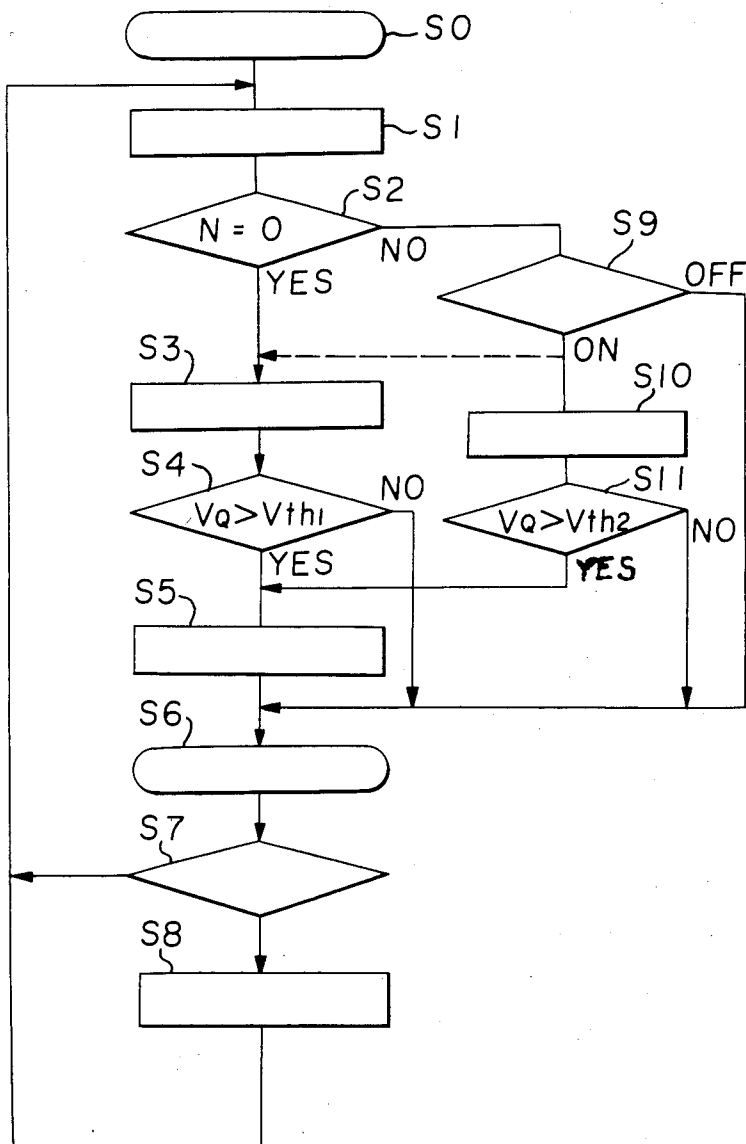 S0
S1
S2
N = 0
NO
YES
S9
OFF
ON
S3
S10
S4
VQ>Vth1
NO
YES
S11
VQ>Vth2
NO
YES
S5
S6
S7
S8